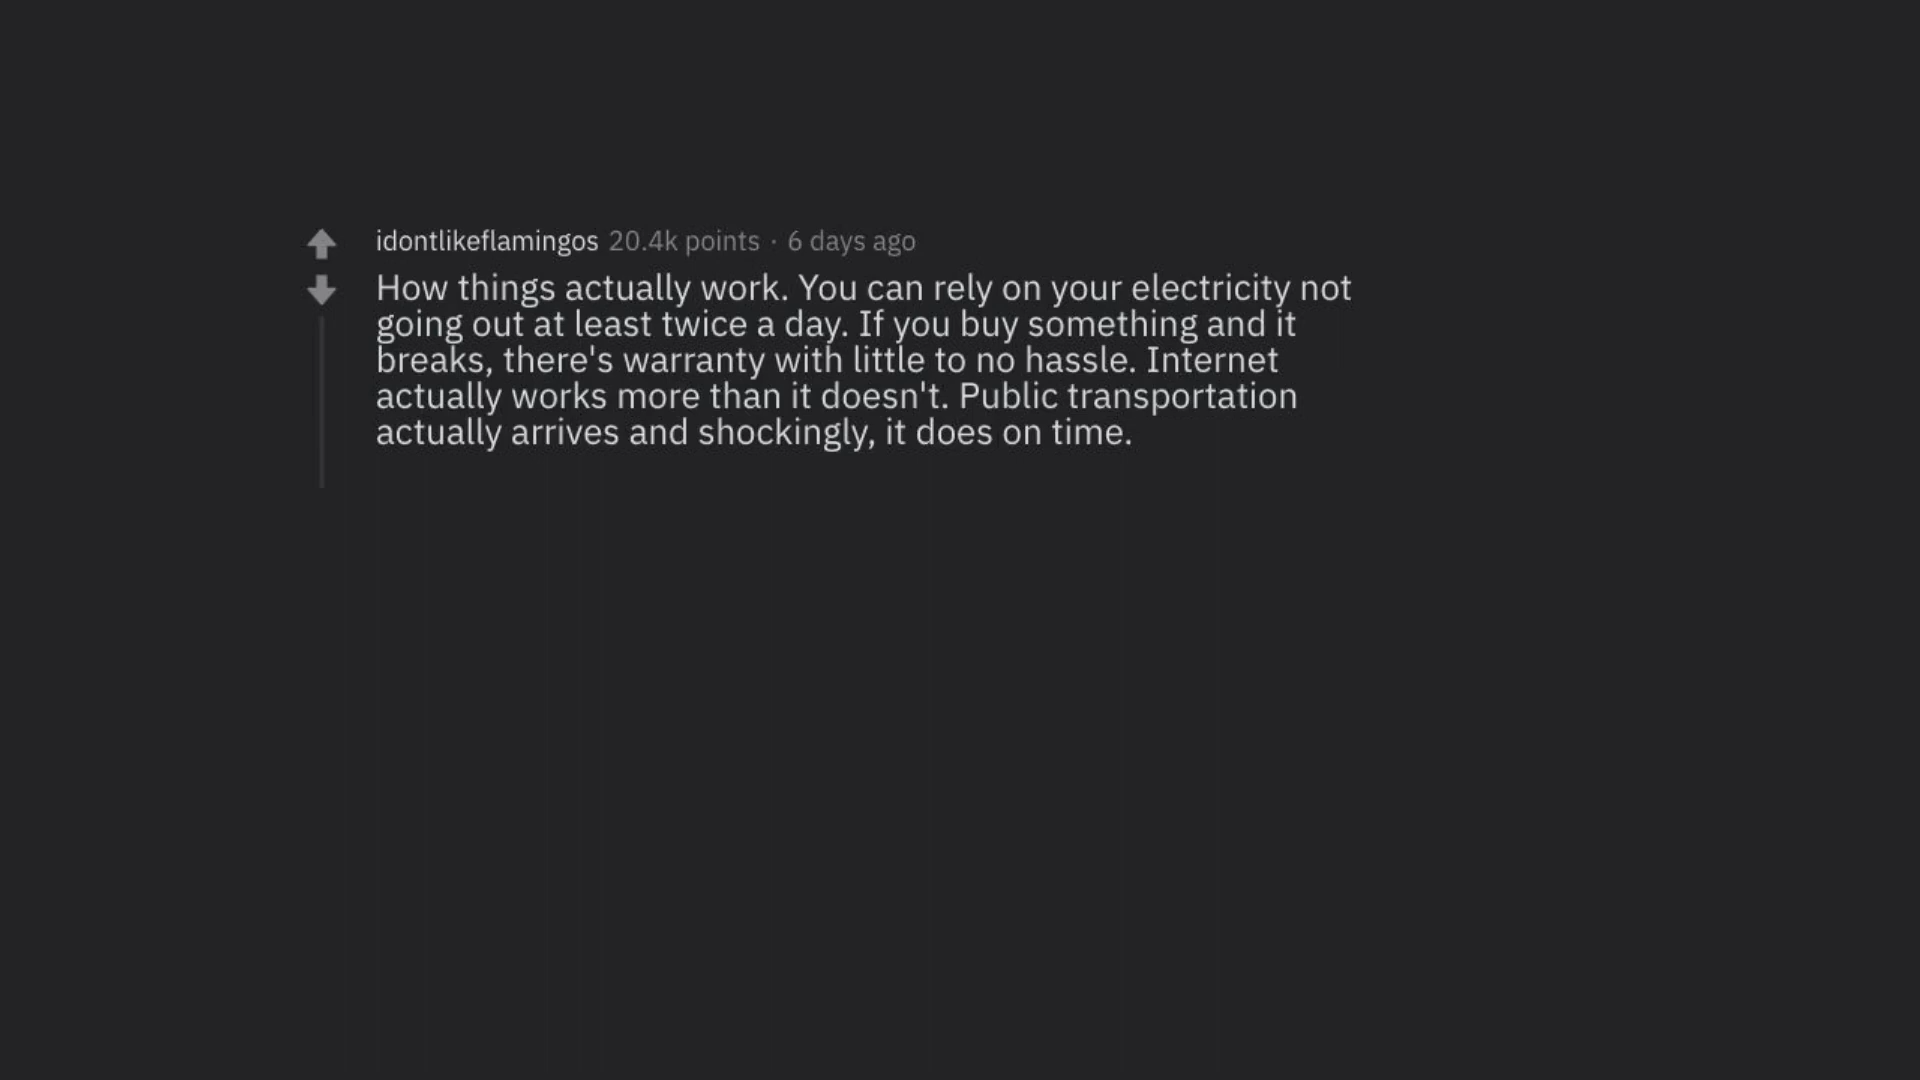 idontlikeflamingos 20.4k points · 6 days ago
How things actually work. You can rely on your electricity not
going out at least twice a day. If you buy something and it
breaks, there's warranty with little to no hassle. Internet
actually works more than it doesn't. Public transportation
actually arrives and shockingly, it does on time.